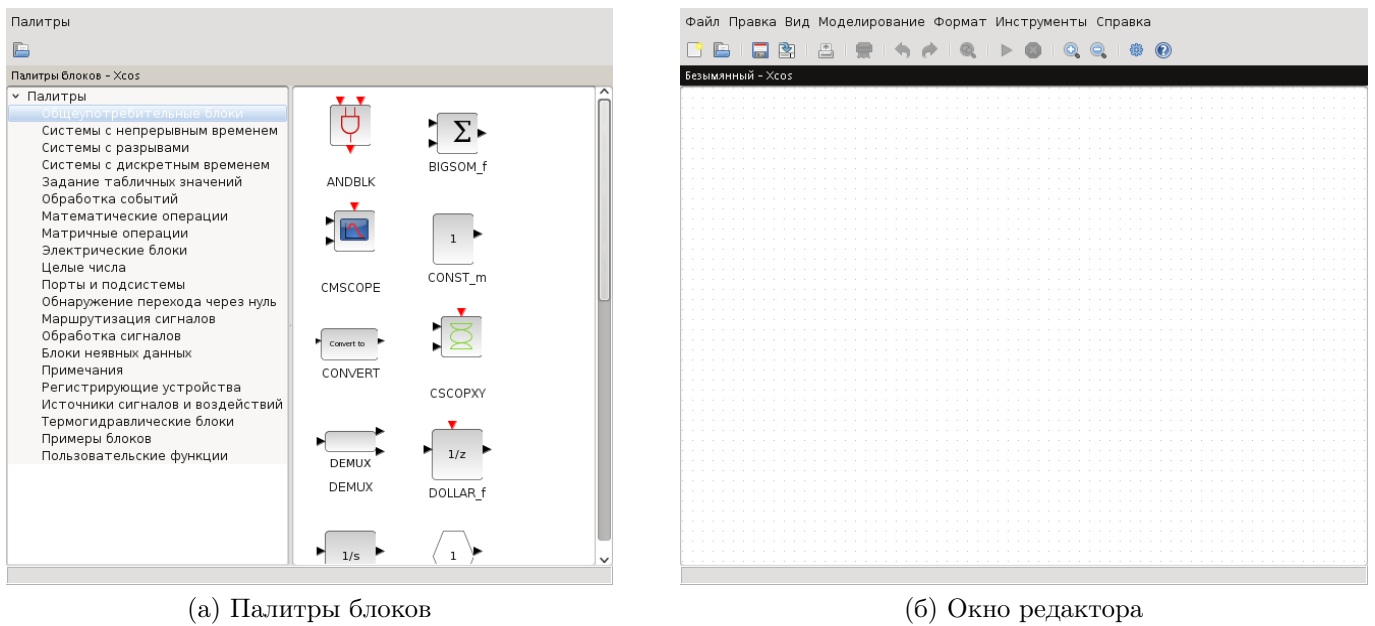 Палитры
Палитры блоков – Xcos
Палитры
Общеупотребительные блоки
Системы с непрерывным временем
Системы с разрывами
Системы с дискретным временем
Задание табличных значений
Обработка событий
Математические операции
Матричные операции
Электрические блоки
Целые числа
Порты и подсистемы
Обнаружение перехода через нуль
Маршрутизация сигналов
Обработка сигналов
Блоки неявных данных
Примечания
Регистрирующие устройства
Источники сигналов и воздействий
Термогидравлические блоки
Примеры блоков
Пользовательские функции
Σ
ANDBLK
BIGSOM_f
1
CMSCOPE
CONST_m
Convert to
CONVERT
CSCOPXY
DEMUX
1/z
DEMUX
DOLLAR_f
1/s
1
(а) Палитры блоков
Файл Правка Вид Моделирование Формат Инструменты Справка
Безымянный – Xcos
(б) Окно редактора